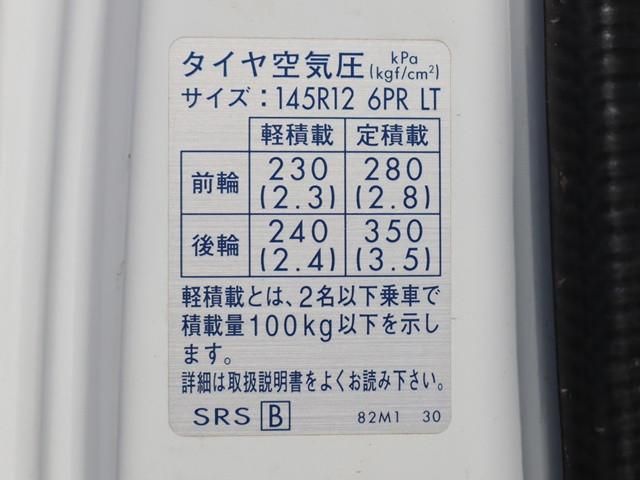 タイヤ空気圧 kPa (kgf/cm²)
サイズ：145R12 6PR LT
軽積載 定積載
前輪 230 (2.3) 280 (2.8)
後輪 240 (2.4) 350 (3.5)
軽積載とは、2名以下乗車で
積載量100kg以下を示し
ます。
詳細は取扱説明書をよくお読み下さい。
SRS B 82M1 30